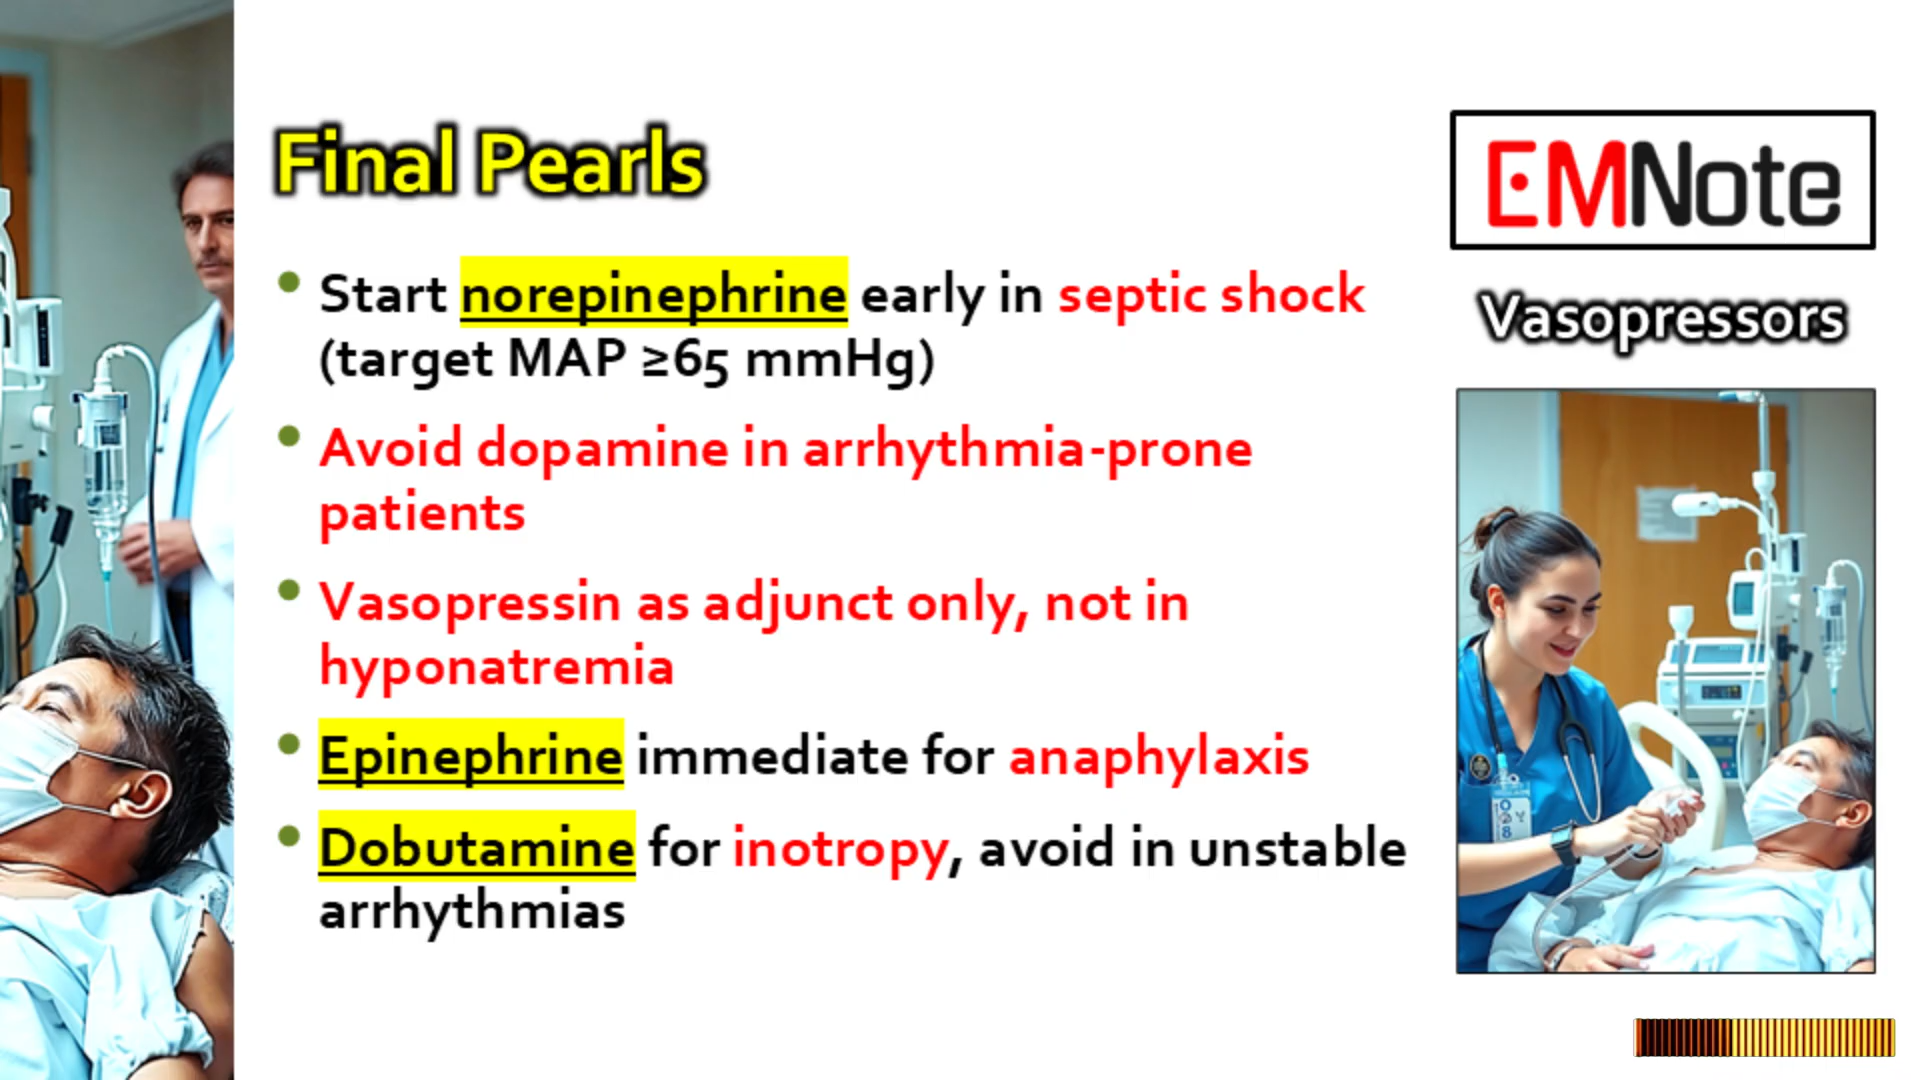 Final Pearls
• Start norepinephrine early in septic shock
(target MAP ≥65 mmHg)
• Avoid dopamine in arrhythmia-prone
patients
• Vasopressin as adjunct only, not in
hyponatremia
• Epinephrine immediate for anaphylaxis
• Dobutamine for inotropy, avoid in unstable
arrhythmias
EMNote
Vasopressors